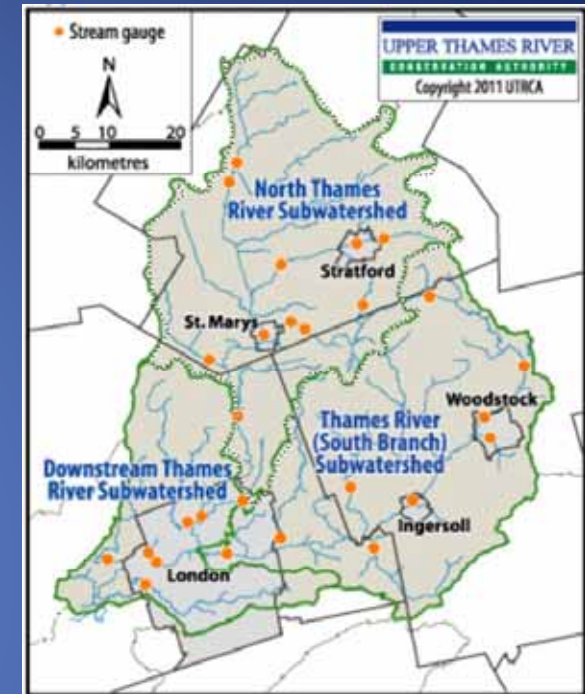 Stream gauge
N
0 5 10 20
kilometres
UPPER THAMES RIVER
CONSERVATION AUTHORITY
Copyright 2011 UTRCA
North Thames
River Subwatershed
Stratford
St. Marys
Woodstock
Thames River
(South Branch)
Subwatershed
Downstream Thames
River Subwatershed
Ingersoll
London